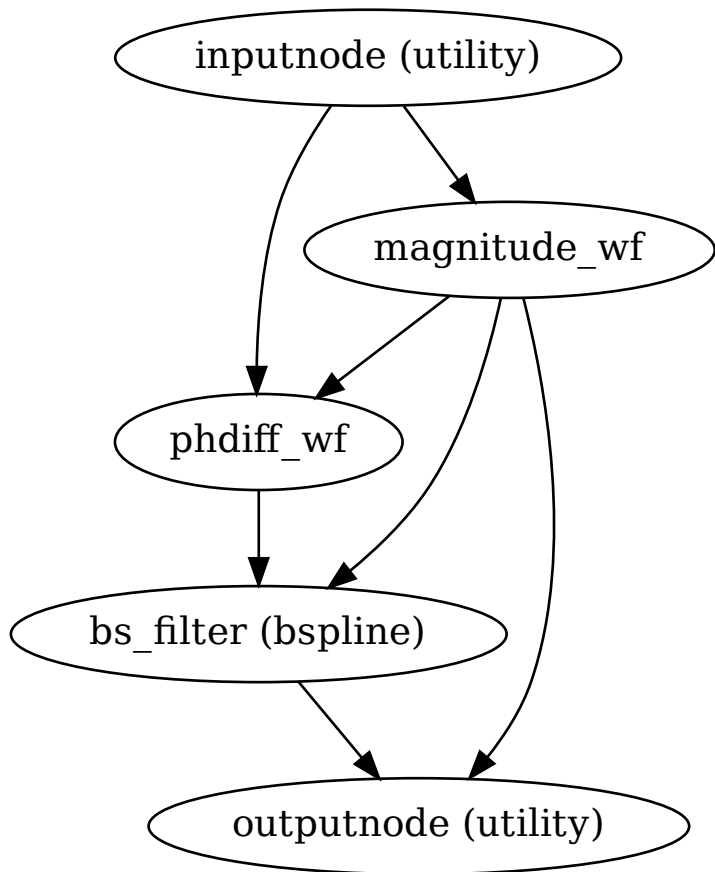 inputnode (utility)
magnitude_wf
phdiff_wf
bs_filter (bspline)
outputnode (utility)